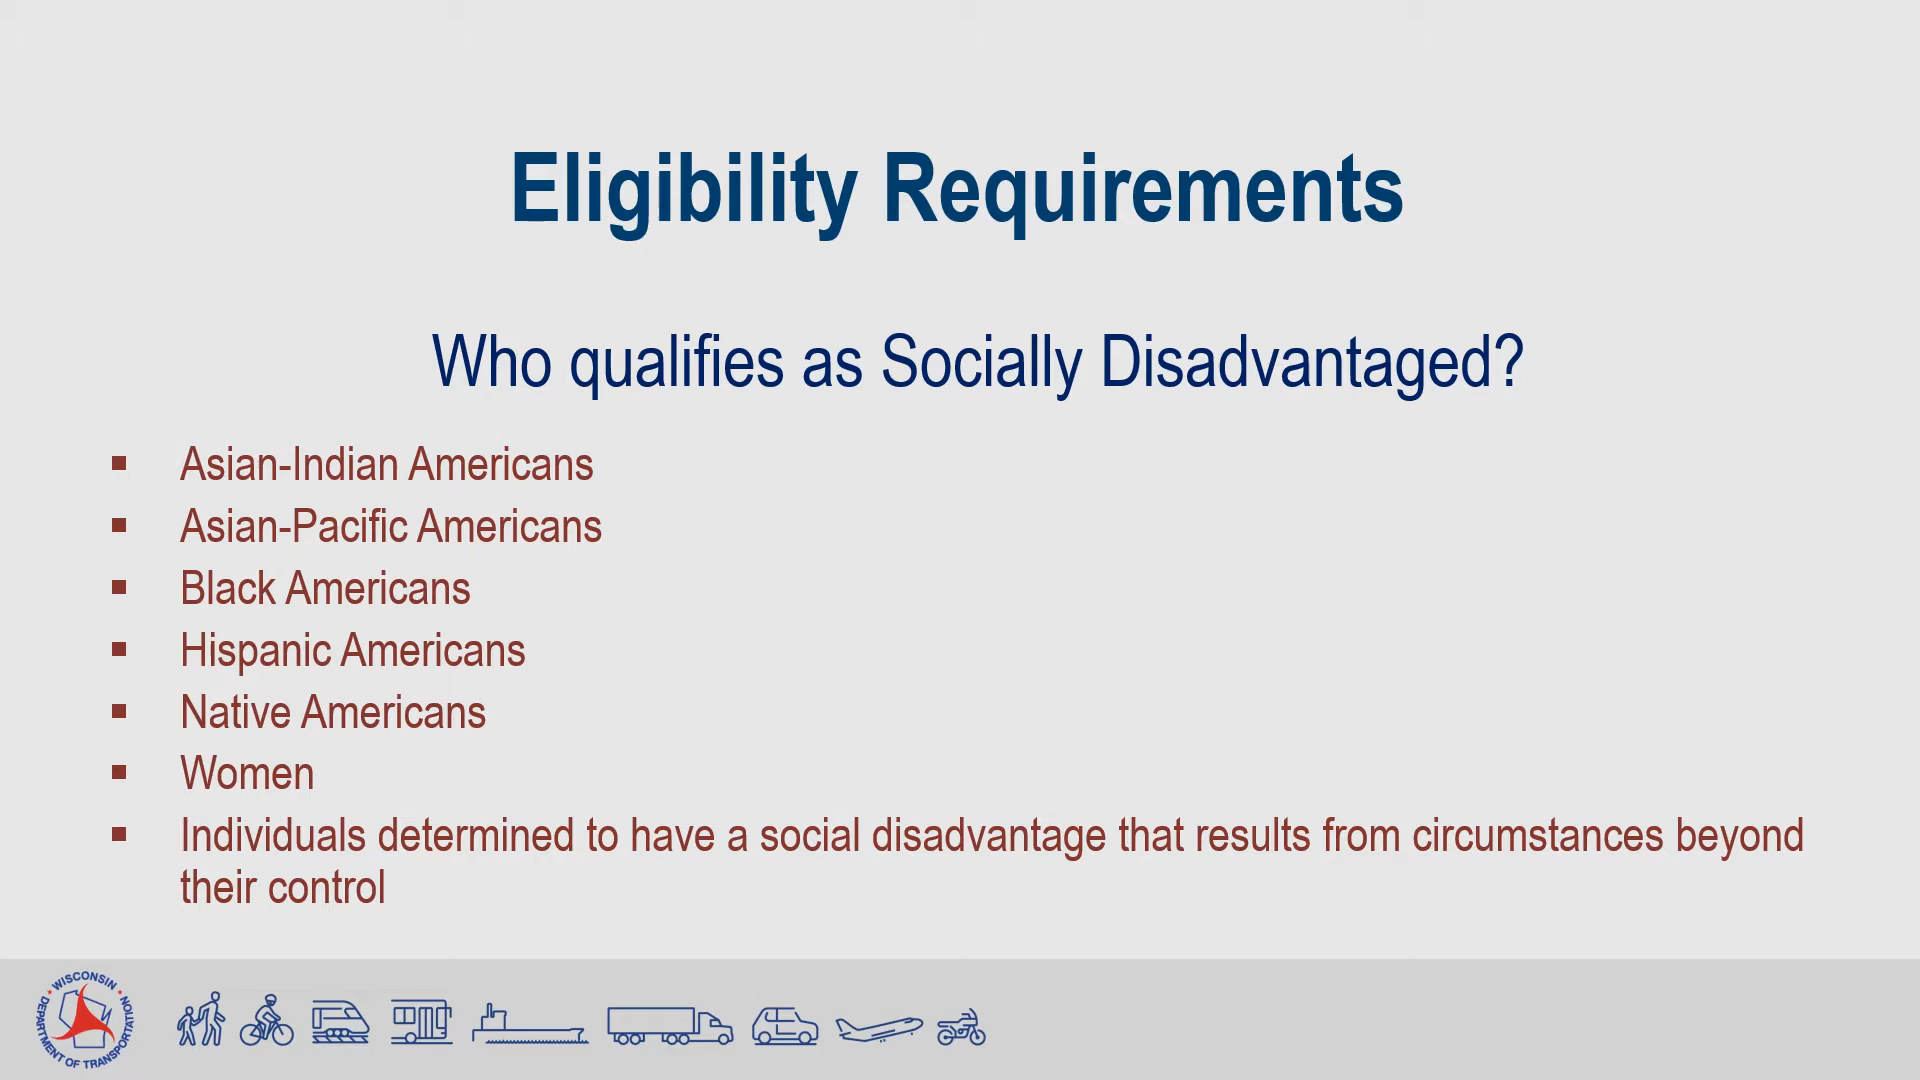 Eligibility Requirements
Who qualifies as Socially Disadvantaged?
▪ Asian-Indian Americans
▪ Asian-Pacific Americans
▪ Black Americans
▪ Hispanic Americans
▪ Native Americans
▪ Women
▪ Individuals determined to have a social disadvantage that results from circumstances beyond
their control
WISCONSIN
DEPARTMENT OF TRANSPORTATION